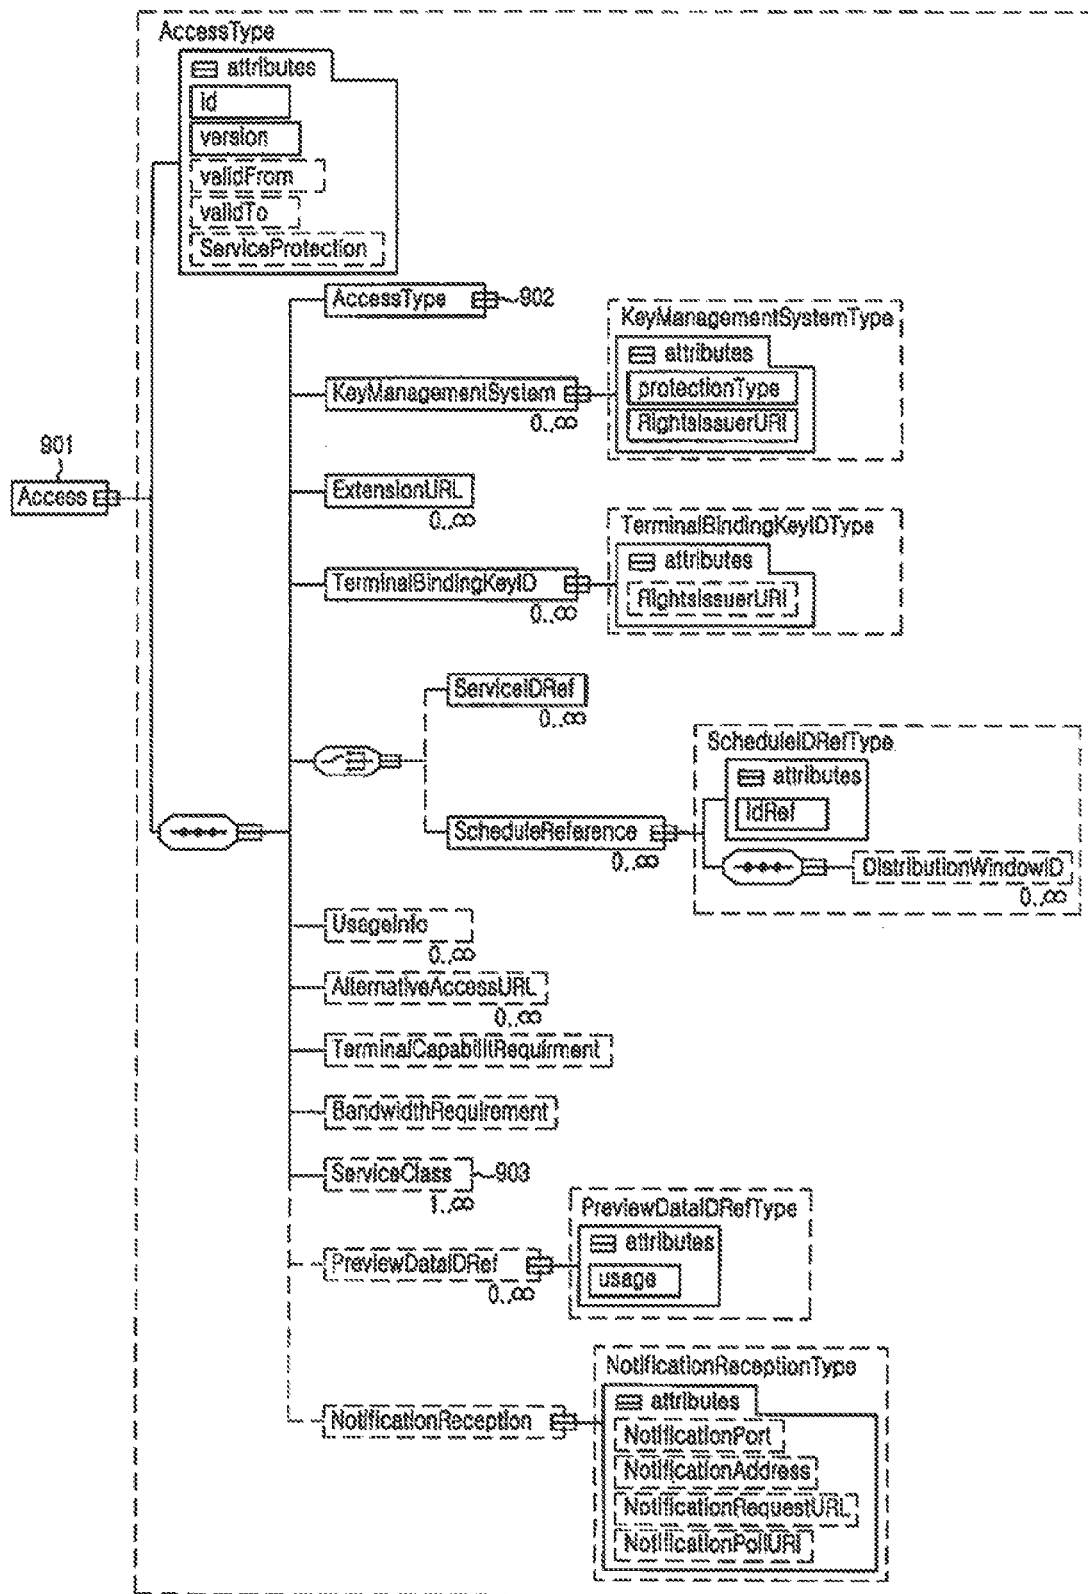 AccessType
attributes
id
version
validFrom
validTo
ServiceProtection
AccessType
902
KeyManagementSystemType
attributes
protectionType
RightsIssuerURI
KeyManagementSystem
0..∞
901
Access
ExtensionURL
0..∞
TerminalBindingKeyIDType
attributes
RightsIssuerURI
TerminalBindingKeyID
0..∞
ServiceIDRef
0..∞
ScheduleIDRefType
attributes
idRef
ScheduleReference
0..∞
DistributionWindowID
0..∞
UsageInfo
0..∞
AlternativeAccessURL
0..∞
TerminalCapabilitRequirment
BandwidthRequirement
ServiceClass
903
1..∞
PreviewDataIDRefType
attributes
usage
PreviewDataIDRef
0..∞
NotificationReceptionType
attributes
NotificationReception
NotificationPort
NotificationAddress
NotificationRequestURL
NotificationPollURI